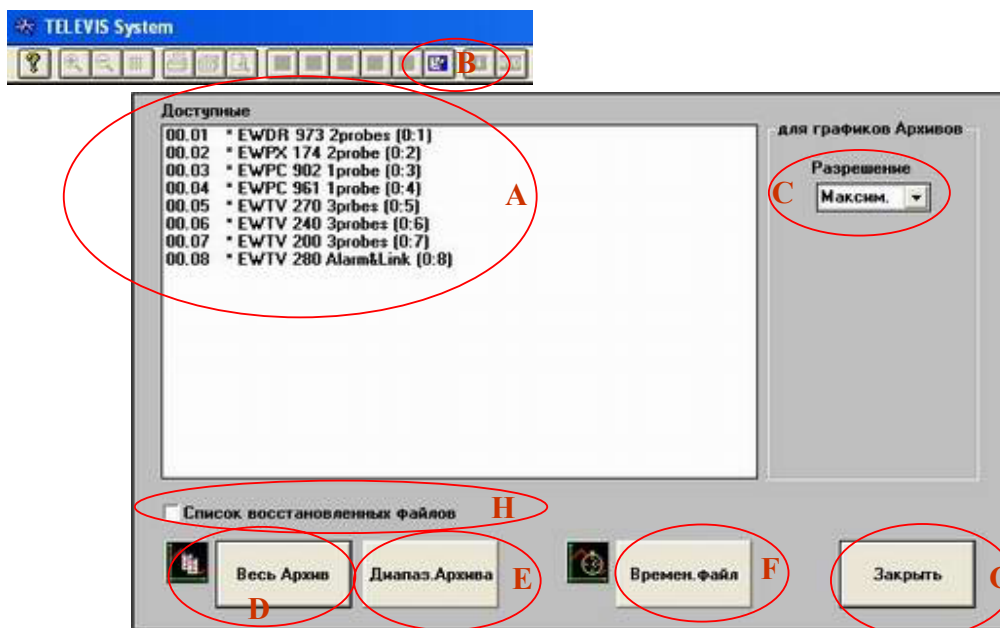 TELEVIS System
B
Доступные
00.01 * EWDR 973 2probes (0:1)
00.02 * EWPX 174 2probe (0:2)
00.03 * EWPC 902 1probe (0:3)
00.04 * EWPC 961 1probe (0:4)
00.05 * EWTV 270 3prbes (0:5)
00.06 * EWTV 240 3probes (0:6)
00.07 * EWTV 200 3probes (0:7)
00.08 * EWTV 280 Alarm&Link (0:8)
A
для графиков Архивов
Разрешение
C
Максим.
Список восстановленных файлов
H
Весь Архив
D
Диапаз.Архива
E
Времен.файл
F
Закрыть